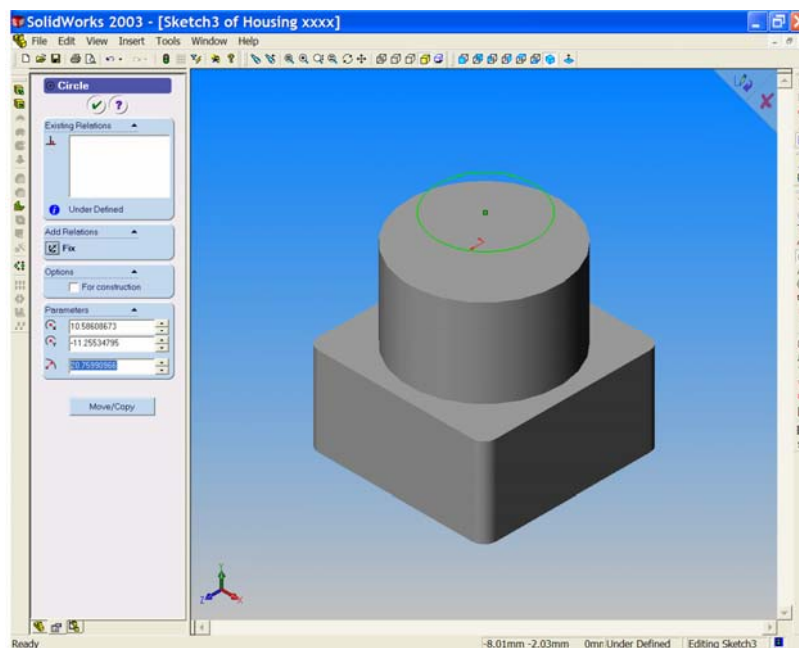 SolidWorks 2003 - [Sketch3 of Housing xxxx]
File Edit View Insert Tools Window Help
Circle
Existing Relations
Under Defined
Add Relations
Fix
Options
For construction
Parameters
10.58608673
-11.25534795
20.75990966
Move/Copy
Y
Z X
Ready -8.01mm -2.03mm 0mm Under Defined Editing Sketch3